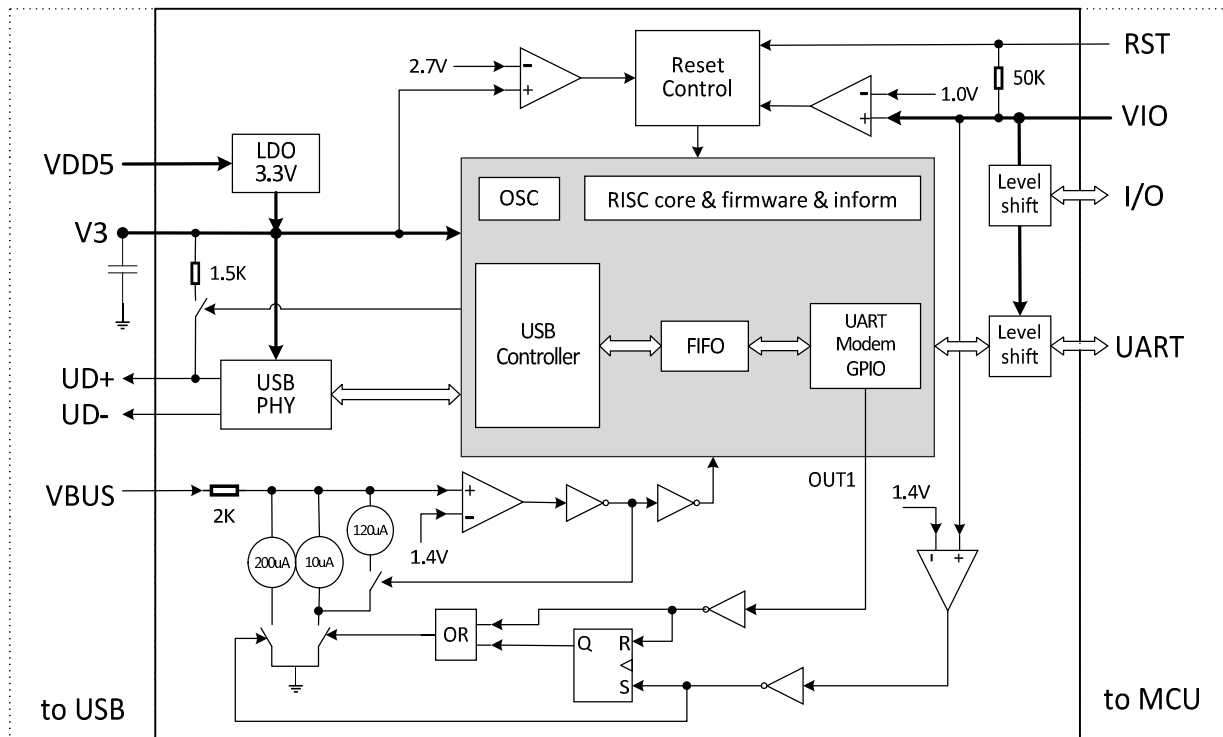 RST
2.7V
-
+
Reset
Control
-
+
1.0V
50K
VIO
VDD5
LDO
3.3V
OSC
RISC core & firmware & inform
Level
shift
I/O
V3
1.5K
USB
Controller
FIFO
UART
Modem
GPIO
Level
shift
UART
UD+
UD-
USB
PHY
VBUS
2K
+
-
1.4V
OUT1
1.4V
-
+
200uA
10uA
120uA
OR
Q
R
S
to USB
to MCU